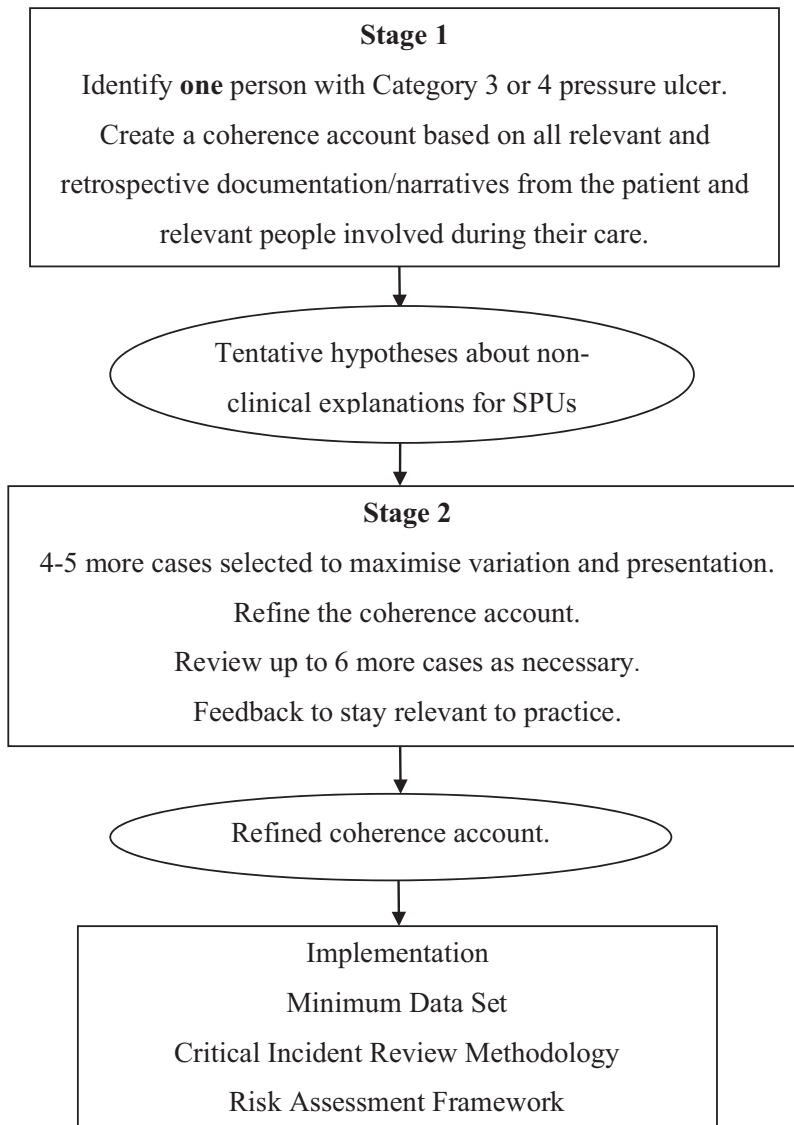 Stage 1
Identify one person with Category 3 or 4 pressure ulcer.
Create a coherence account based on all relevant and
retrospective documentation/narratives from the patient and
relevant people involved during their care.
Tentative hypotheses about non-
clinical explanations for SPUs
Stage 2
4-5 more cases selected to maximise variation and presentation.
Refine the coherence account.
Review up to 6 more cases as necessary.
Feedback to stay relevant to practice.
Refined coherence account.
Implementation
Minimum Data Set
Critical Incident Review Methodology
Risk Assessment Framework